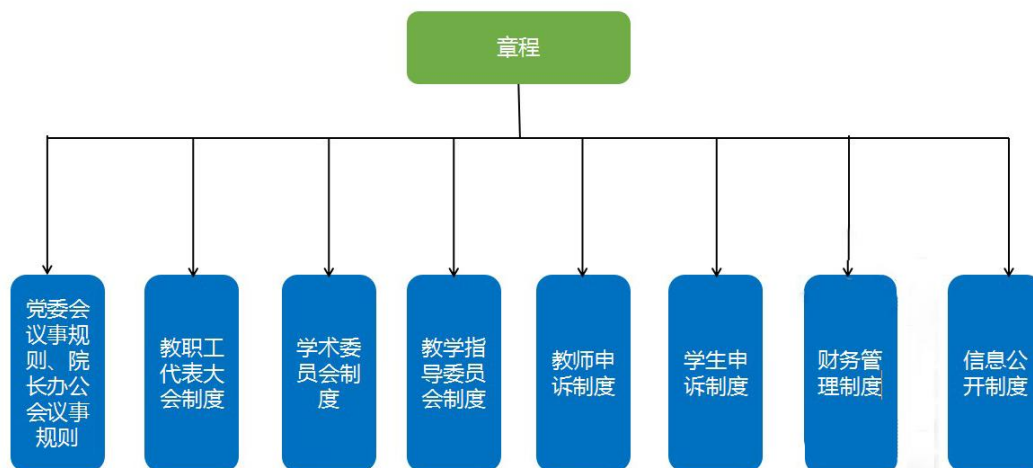 章程
党委会
议事规
则、院
长办公
会议事
规则
教职工
代表大
会制度
学术委
员会制
度
教学指
导委员
会制度
教师申
诉制度
学生申
诉制度
财务管
理制度
信息公
开制度